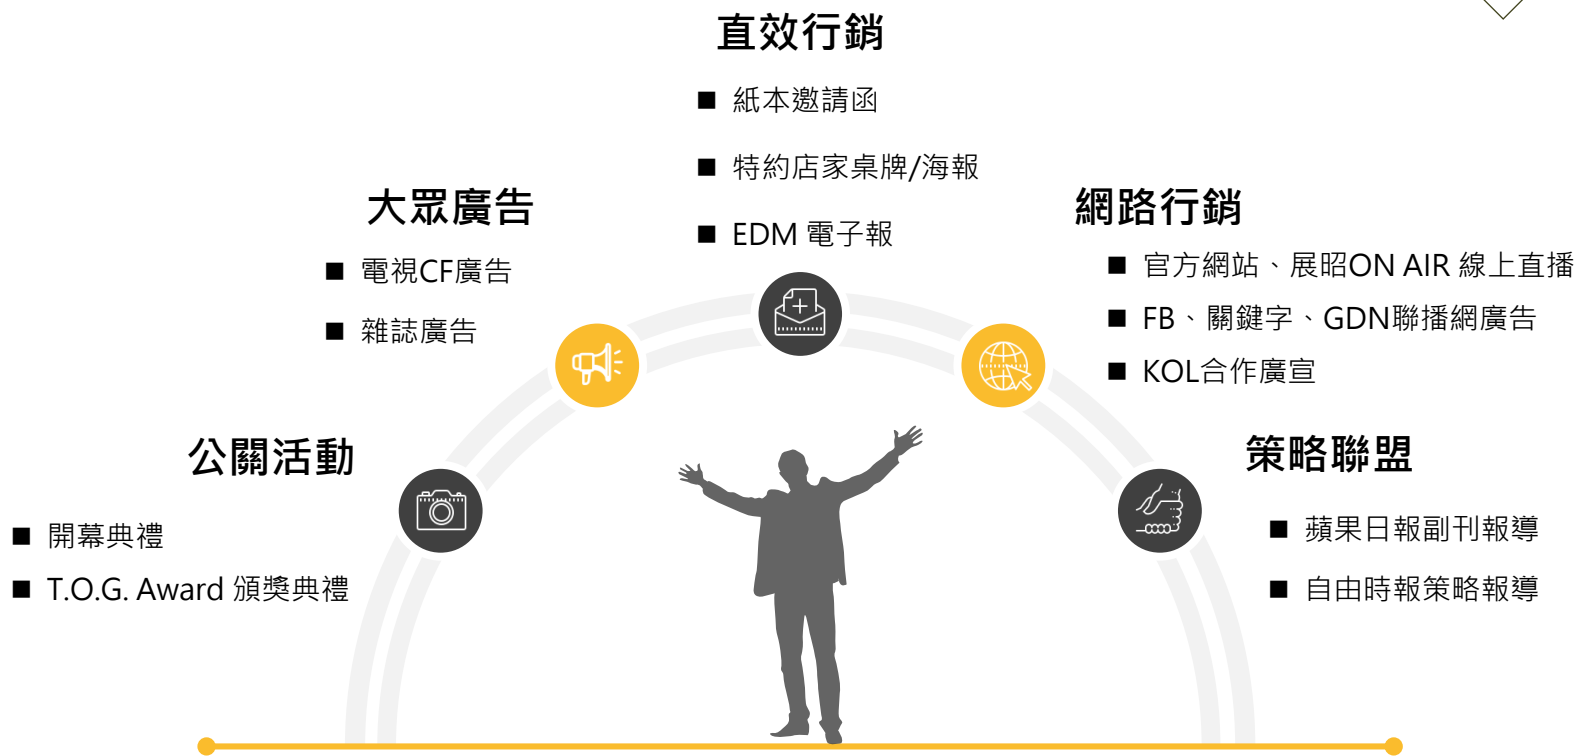 直效行銷
■ 紙本邀請函
■ 特約店家桌牌/海報
■ EDM 電子報
大眾廣告
■ 電視CF廣告
■ 雜誌廣告
網路行銷
■ 官方網站、展昭ON AIR 線上直播
■ FB、關鍵字、GDN聯播網廣告
■ KOL合作廣宣
公關活動
■ 開幕典禮
■ T.O.G. Award 頒獎典禮
策略聯盟
■ 蘋果日報副刊報導
■ 自由時報策略報導